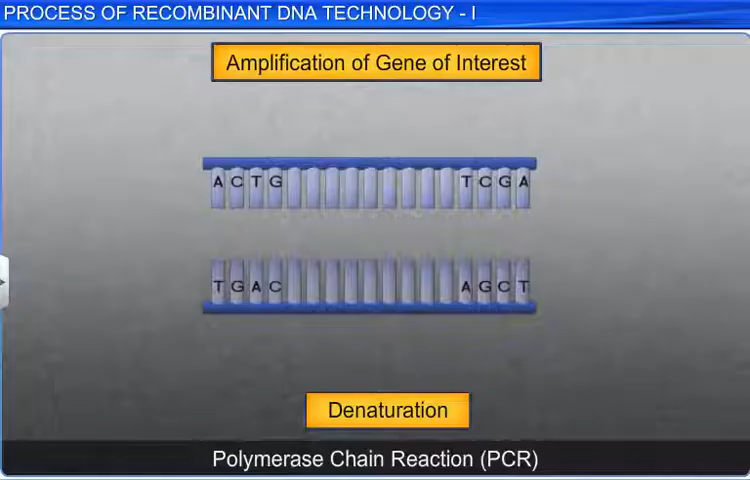 PROCESS OF RECOMBINANT DNA TECHNOLOGY - I
Amplification of Gene of Interest
A C T G T C G A
T G A C A G C T
Denaturation
Polymerase Chain Reaction (PCR)